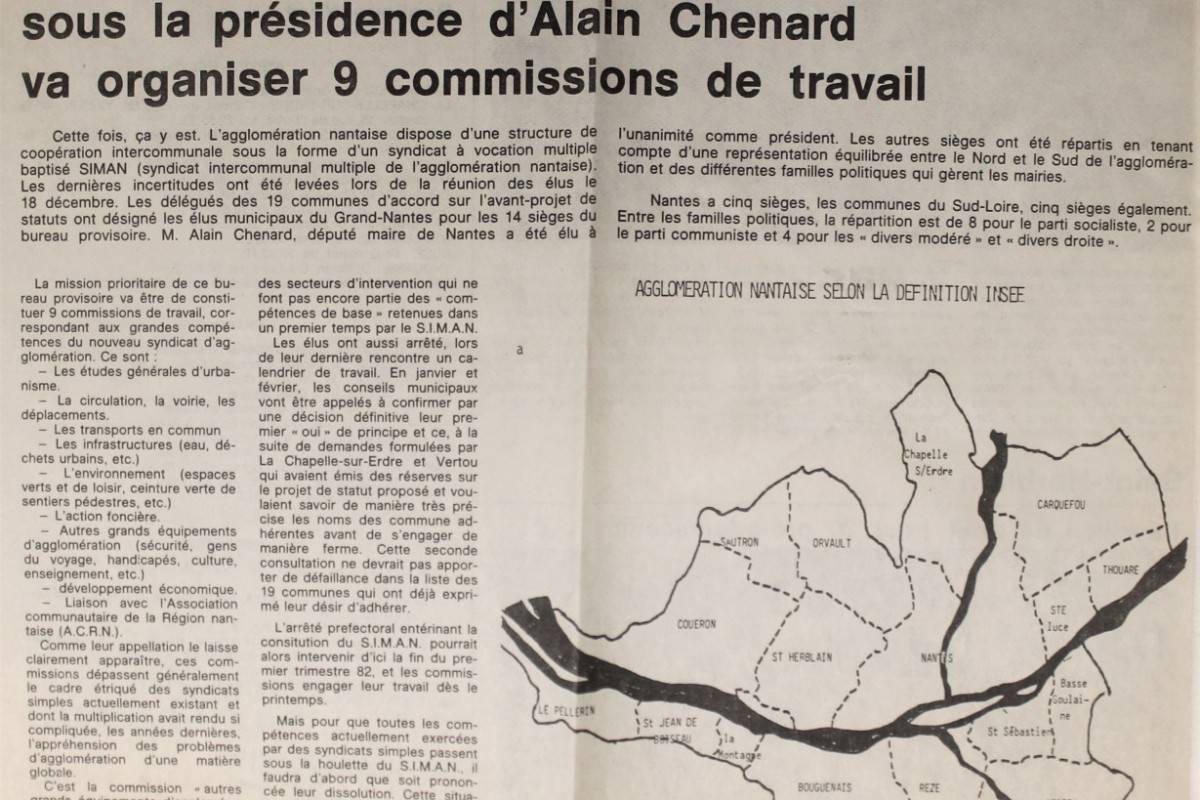 sous la présidence d'Alain Chenard
va organiser 9 commissions de travail
Cette fois, ça y est. L'agglomération nantaise dispose d'une structure de
coopération intercommunale sous la forme d'un syndicat à vocation multiple
baptisé SIMAN (syndicat intercommunal multiple de l'agglomération nantaise).
Les dernières incertitudes ont été levées lors de la réunion des élus le
18 décembre. Les délégués des 19 communes d'accord sur l'avant-projet de
statuts ont désigné les élus municipaux du Grand-Nantes pour les 14 sièges du
bureau provisoire. M. Alain Chenard, député maire de Nantes a été élu à
l'unanimité comme président. Les autres sièges ont été répartis en tenant
compte d'une représentation équilibrée entre le Nord et le Sud de l'aggloméra-
tion et des différentes familles politiques qui gèrent les mairies.
Nantes a cinq sièges, les communes du Sud-Loire, cinq sièges également.
Entre les familles politiques, la répartition est de 8 pour le parti socialiste, 2 pour
le parti communiste et 4 pour les « divers modéré » et « divers droite ».
La mission prioritaire de ce bu-
reau provisoire va être de consti-
tuer 9 commissions de travail, cor-
respondant aux grandes compé-
tences du nouveau syndicat d'ag-
glomération. Ce sont :
– Les études générales d'urba-
nisme.
– La circulation, la voirie, les
déplacements.
– Les transports en commun
– Les infrastructures (eau, dé-
chets urbains, etc.)
– L'environnement (espaces
verts et de loisir, ceinture verte de
sentiers pédestres, etc.)
– L'action foncière.
– Autres grands équipements
d'agglomération (sécurité, gens
du voyage, handicapés, culture,
enseignement, etc.)
– développement économique.
– Liaison avec l'Association
communautaire de la Région nan-
taise (A.C.R.N.).
Comme leur appellation le laisse
clairement apparaître, ces com-
missions dépassent généralement
le cadre étriqué des syndicats
simples actuellement existant et
dont la multiplication avait rendu si
compliquée, les années dernières,
l'appréhension des problèmes
d'agglomération d'une matière
globale.
C'est la commission « autres
grands équipements
des secteurs d'intervention qui ne
font pas encore partie des « com-
pétences de base » retenues dans
un premier temps par le S.I.M.A.N.
Les élus ont aussi arrêté, lors
de leur dernière rencontre un ca-
lendrier de travail. En janvier et
février, les conseils municipaux
vont être appelés à confirmer par
une décision définitive leur pre-
mier « oui » de principe et ce, à la
suite de demandes formulées par
La Chapelle-sur-Erdre et Vertou
qui avaient émis des réserves sur
le projet de statut proposé et vou-
laient savoir de manière très pré-
cise les noms des commune ad-
hérentes avant de s'engager de
manière ferme. Cette seconde
consultation ne devrait pas appor-
ter de défaillance dans la liste des
19 communes qui ont déjà expri-
mé leur désir d'adhérer.
L'arrêté prefectoral entérinant la
consitution du S.I.M.A.N. pourrait
alors intervenir d'ici la fin du pre-
mier trimestre 82, et les commis-
sions engager leur travail dès le
printemps.
Mais pour que toutes les com-
pétences actuellement exercées
par des syndicats simples passent
sous la houlette du S.I.M.A.N., il
faudra d'abord que soit pronon-
cée leur dissolution. Cette situa-
AGGLOMERATION NANTAISE SELON LA DEFINITION INSEE
a
La
Chapelle
S/Erdre
CARQUEFOU
SAUTRON
ORVAULT
THOUARE
STE
luce
COUERON
ST HERBLAIN
NANTES
Basse
Goulai-
ne
LE PELLERIN
St JEAN DE
BOISEAU
la
Montagne
St Sébastien
BOUGUENAIS
REZE